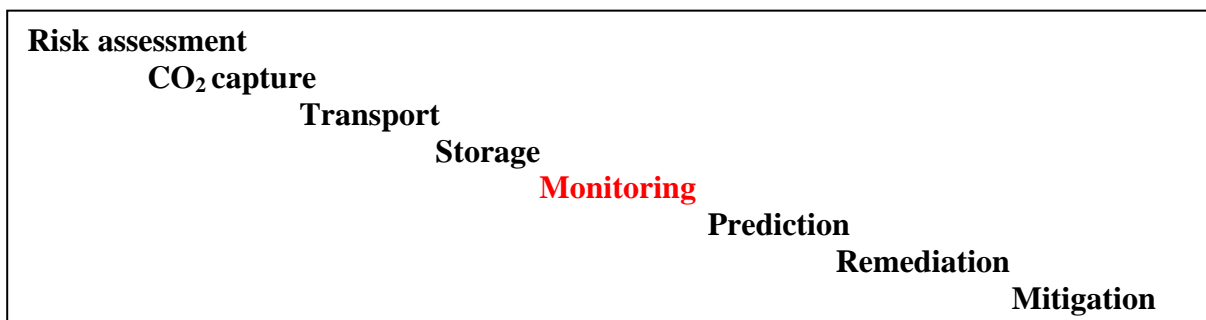 Risk assessment
CO₂ capture
Transport
Storage
Monitoring
Prediction
Remediation
Mitigation